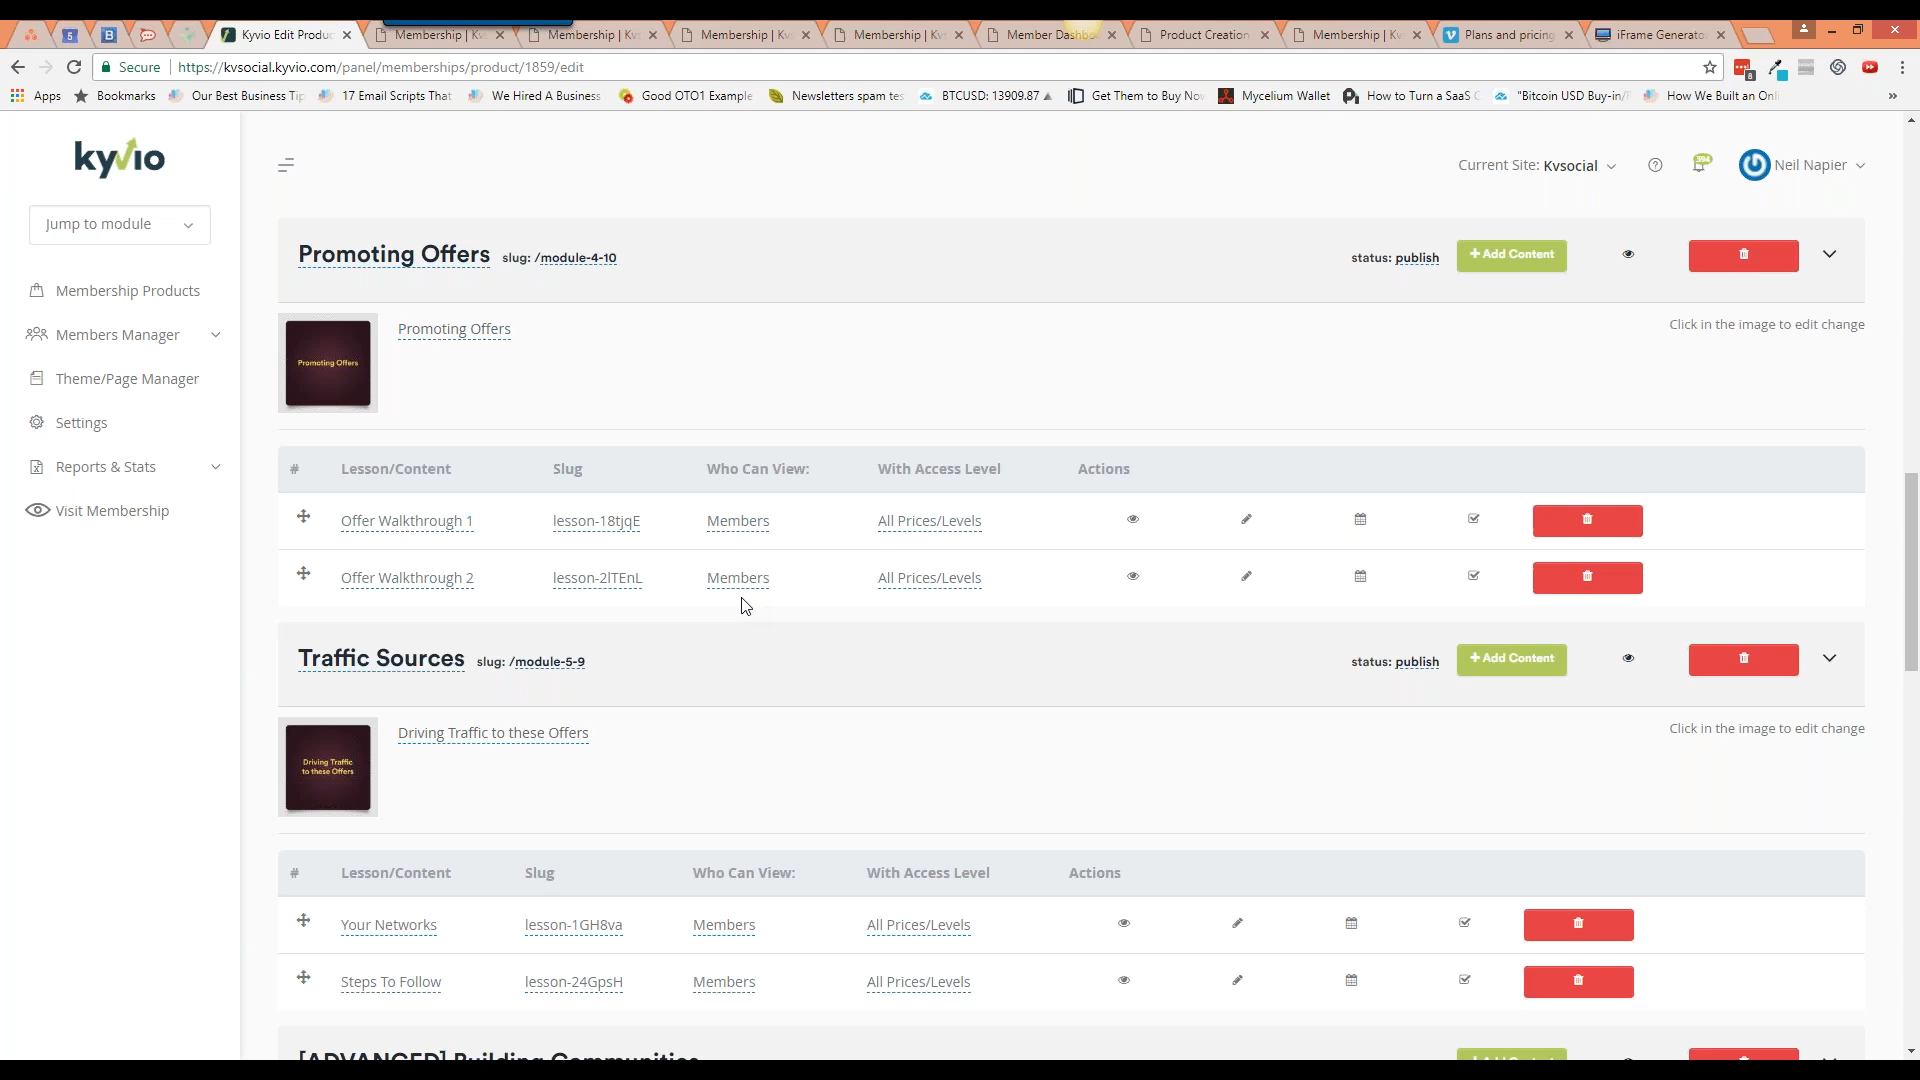 Kyvio Edit Produc
Membership | Kv
Membership | Kv
Membership | Kv
Membership | Kv
Member Dashbo
Product Creation
Membership | Kv
Plans and pricing
iFrame Generato
Secure https://kvsocial.kyvio.com/panel/memberships/product/1859/edit
Apps Bookmarks Our Best Business Tip 17 Email Scripts That We Hired A Business Good OTO1 Example Newsletters spam tes BTCUSD: 13909.87 Get Them to Buy Now Mycelium Wallet How to Turn a SaaS "Bitcoin USD Buy-in/ How We Built an Onli »
kyvio
Current Site: Kvsocial 394 Neil Napier
Jump to module
Membership Products
Members Manager
Theme/Page Manager
Settings
Reports & Stats
Visit Membership
Promoting Offers slug: /module-4-10 status: publish +Add Content
Promoting Offers
Promoting Offers
Click in the image to edit change
# Lesson/Content Slug Who Can View: With Access Level Actions
Offer Walkthrough 1 lesson-18tjqE Members All Prices/Levels
Offer Walkthrough 2 lesson-2lTEnL Members All Prices/Levels
Traffic Sources slug: /module-5-9 status: publish +Add Content
Driving Traffic
to these Offers
Driving Traffic to these Offers
Click in the image to edit change
# Lesson/Content Slug Who Can View: With Access Level Actions
Your Networks lesson-1GH8va Members All Prices/Levels
Steps To Follow lesson-24GpsH Members All Prices/Levels
[ADVANCED] Building Communities +Add Content